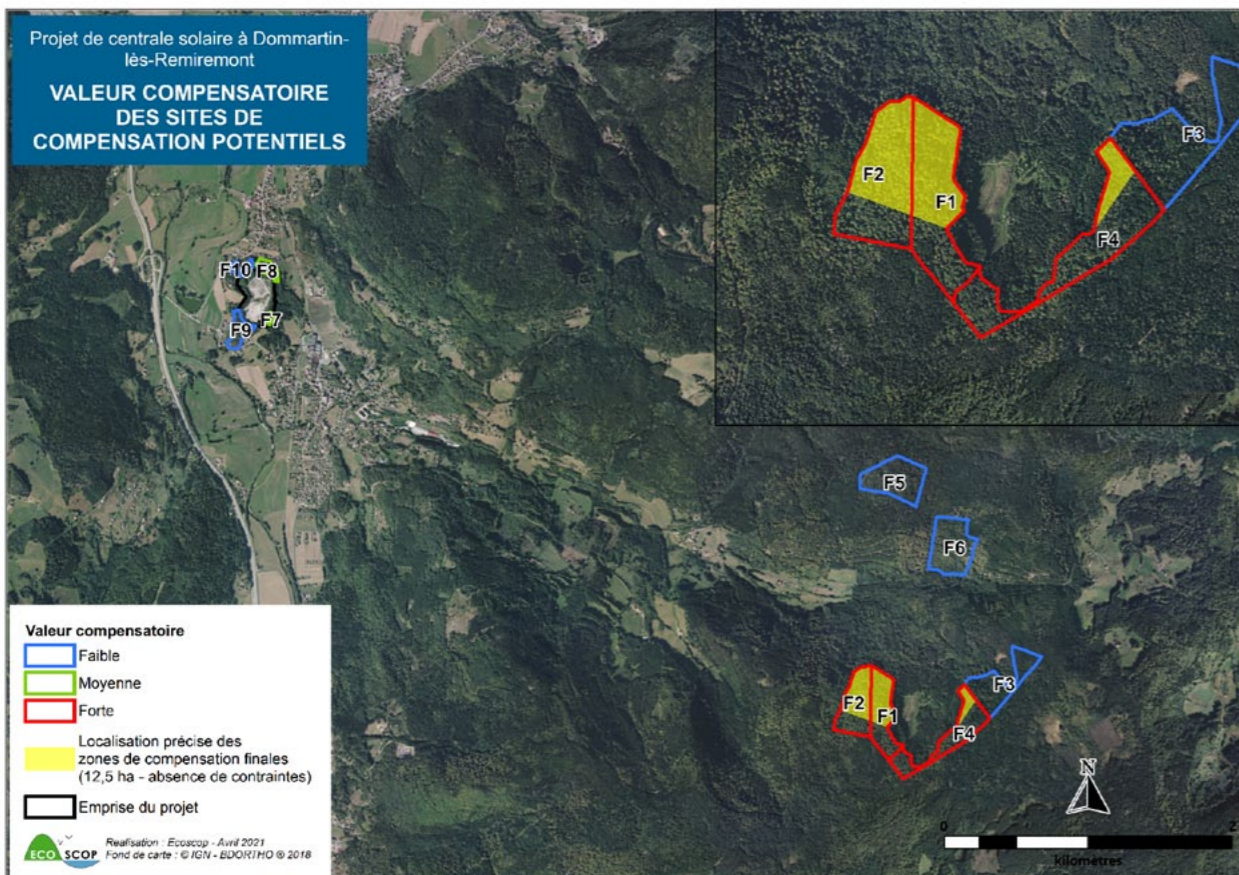 Projet de centrale solaire à Dommartin-
lès-Remiremont
VALEUR COMPENSATOIRE
DES SITES DE
COMPENSATION POTENTIELS
F3
F2
F1
F4
F10
F8
F7
F9
F5
F6
F3
F2
F1
F4
Valeur compensatoire
Faible
Moyenne
Forte
Localisation précise des
zones de compensation finales
(12,5 ha - absence de contraintes)
Emprise du projet
ECO SCOP
Realisation : Ecoscop - Avril 2021
Fond de carte : © IGN - BDORTHO ® 2018
N
0
2
kilomètres